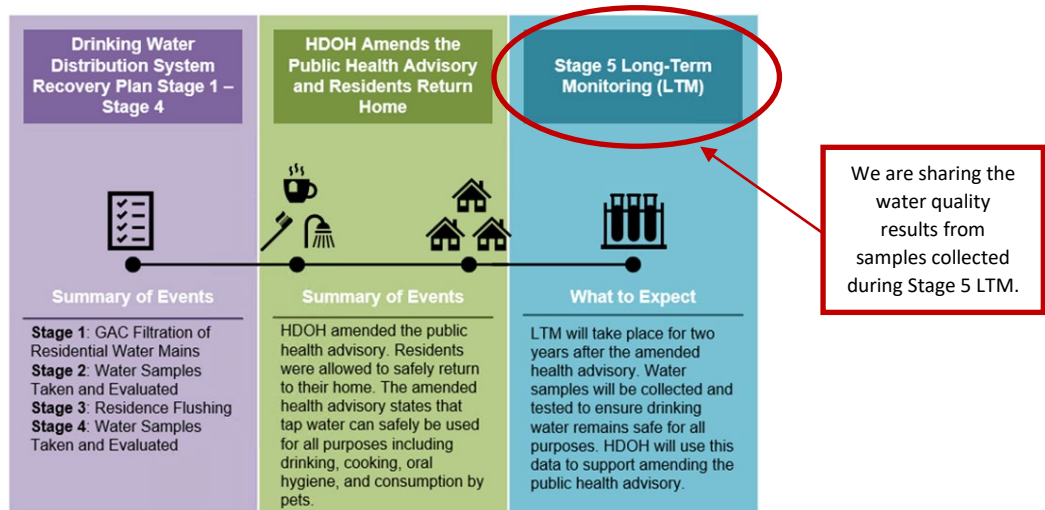 Drinking Water
Distribution System
Recovery Plan Stage 1 –
Stage 4
Summary of Events
Stage 1: GAC Filtration of
Residential Water Mains
Stage 2: Water Samples
Taken and Evaluated
Stage 3: Residence Flushing
Stage 4: Water Samples
Taken and Evaluated
HDOH Amends the
Public Health Advisory
and Residents Return
Home
Summary of Events
HDOH amended the public
health advisory. Residents
were allowed to safely return
to their home. The amended
health advisory states that
tap water can safely be used
for all purposes including
drinking, cooking, oral
hygiene, and consumption by
pets.
Stage 5 Long-Term
Monitoring (LTM)
What to Expect
LTM will take place for two
years after the amended
health advisory. Water
samples will be collected and
tested to ensure drinking
water remains safe for all
purposes. HDOH will use this
data to support amending the
public health advisory.
We are sharing the
water quality
results from
samples collected
during Stage 5 LTM.